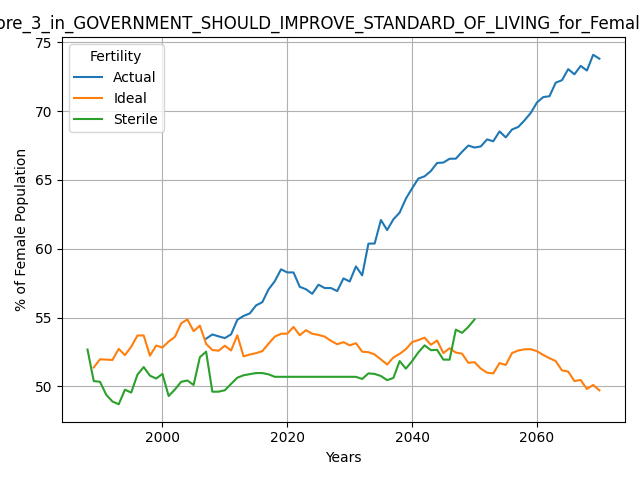 ore_3_in_GOVERNMENT_SHOULD_IMPROVE_STANDARD_OF_LIVING_for_Femal
75
70
65
60
55
50
% of Female Population
Fertility
Actual
Ideal
Sterile
2000
2020
2040
2060
Years